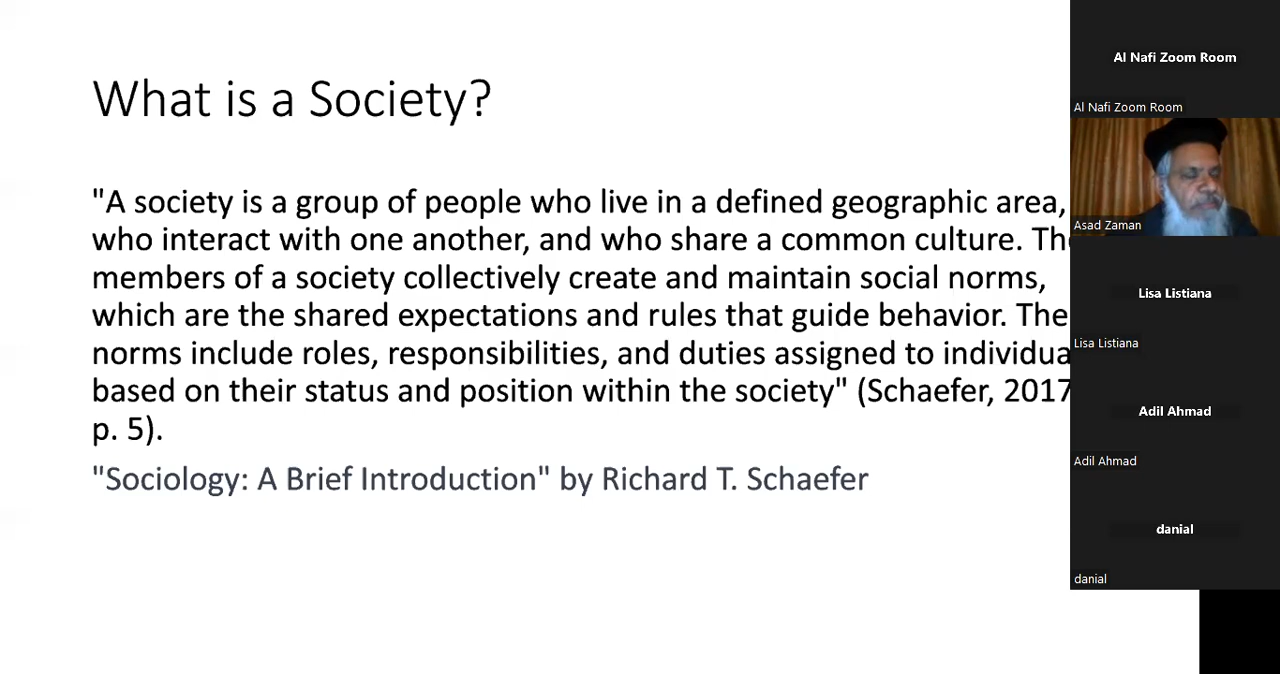 What is a Society?
"A society is a group of people who live in a defined geographic area,
who interact with one another, and who share a common culture.
members of a society collectively create and maintain social norms,
which are the shared expectations and rules that guide behavior.
norms include roles, responsibilities, and duties assigned to
based on their status and position within the society" (Schaefer, 2017
p. 5).
"Sociology: A Brief Introduction" by Richard T. Schaefer
Al Nafi Zoom Room
Al Nafi Zoom Room
Asad Zaman
Lisa Listiana
Lisa Listiana
Adil Ahmad
Adil Ahmad
danial
danial